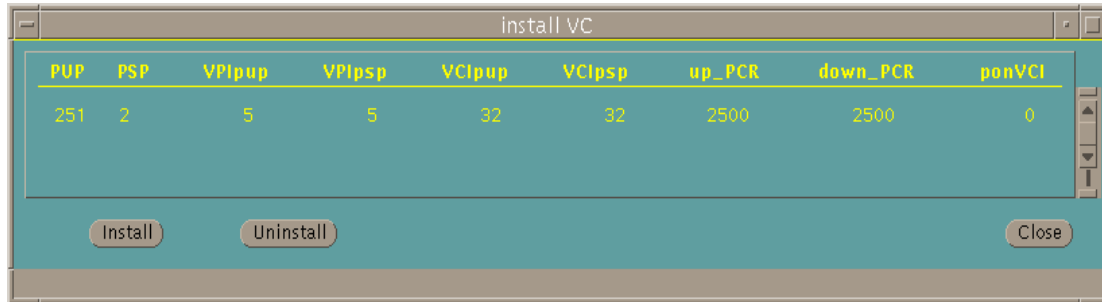 install VC
PUP PSP VPIpup VPIpsp VCIpup VCIpsp up_PCR down_PCR ponVCI
251 2 5 5 32 32 2500 2500 0
Install Uninstall Close